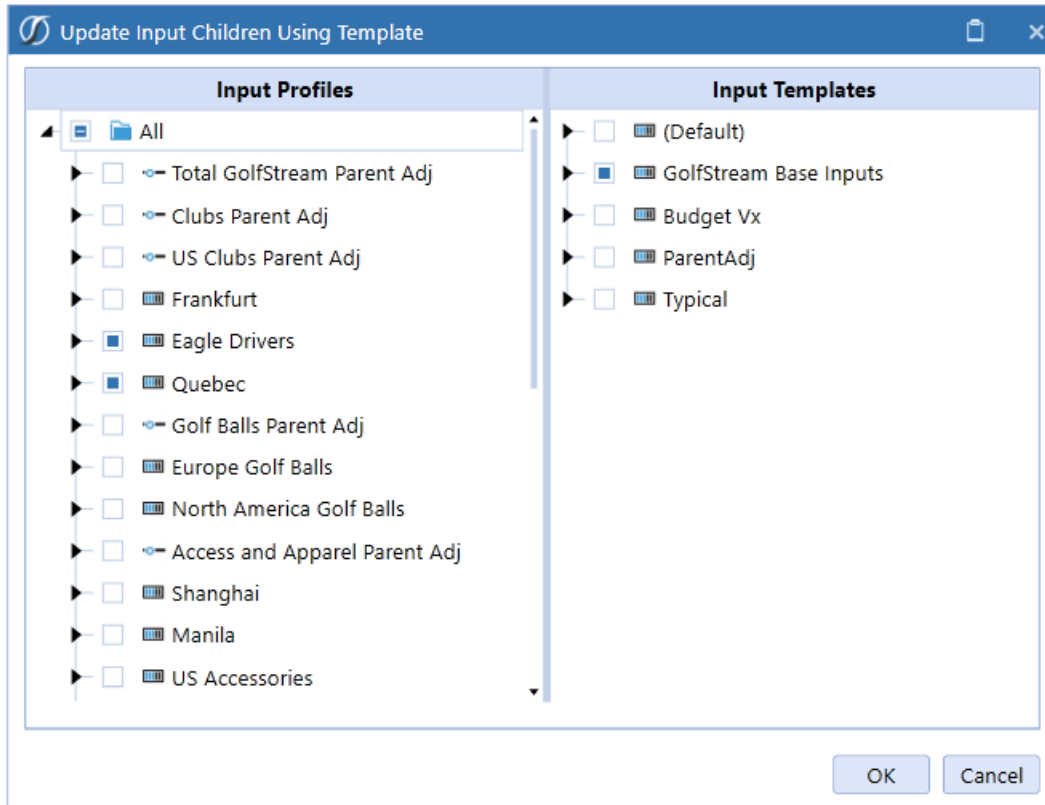 Update Input Children Using Template
Input Profiles
All
Total GolfStream Parent Adj
Clubs Parent Adj
US Clubs Parent Adj
Frankfurt
Eagle Drivers
Quebec
Golf Balls Parent Adj
Europe Golf Balls
North America Golf Balls
Access and Apparel Parent Adj
Shanghai
Manila
US Accessories
Input Templates
(Default)
GolfStream Base Inputs
Budget Vx
ParentAdj
Typical
OK
Cancel